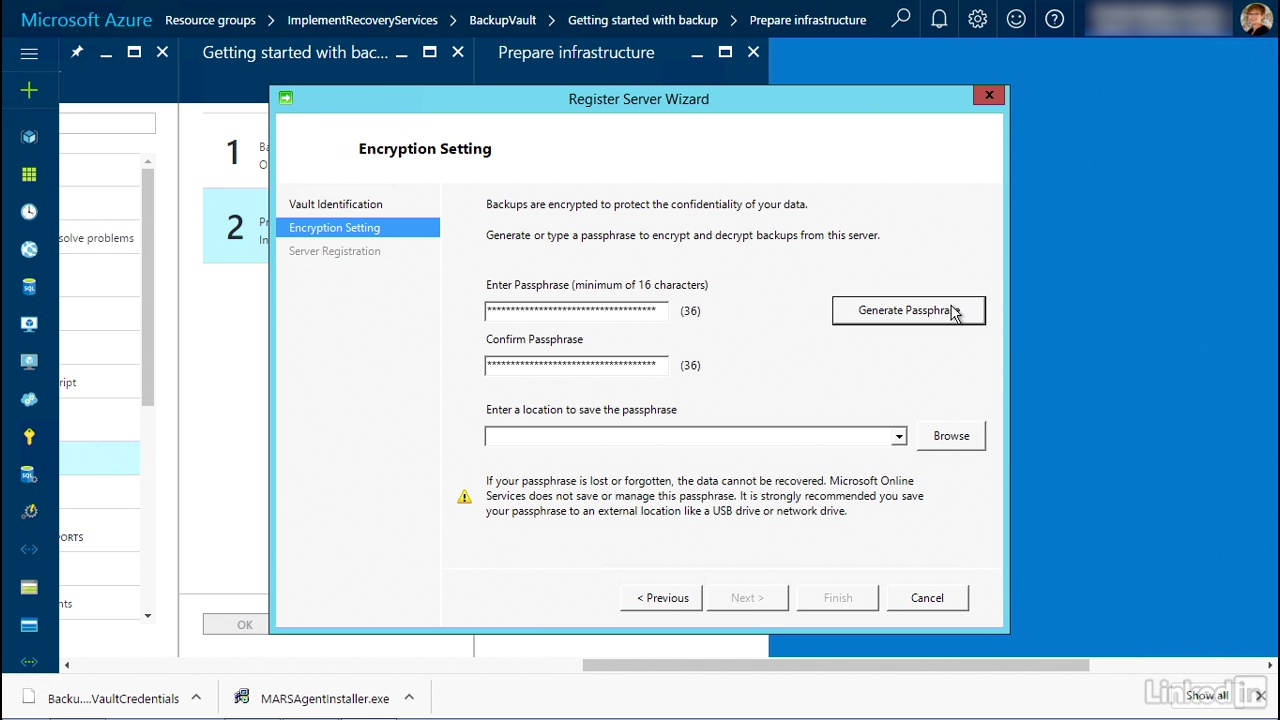 Microsoft Azure Resource groups > ImplementRecoveryServices > BackupVault > Getting started with backup > Prepare infrastructure
Getting started with bac...
Prepare infrastructure
Register Server Wizard
Encryption Setting
1
Ba
O
2
Pr
In
solve problems
ript
PORTS
nts
OK
Vault Identification
Encryption Setting
Server Registration
Backups are encrypted to protect the confidentiality of your data.
Generate or type a passphrase to encrypt and decrypt backups from this server.
Enter Passphrase (minimum of 16 characters)
************************************ (36)
Generate Passphrase
Confirm Passphrase
************************************ (36)
Enter a location to save the passphrase
Browse
If your passphrase is lost or forgotten, the data cannot be recovered. Microsoft Online
Services does not save or manage this passphrase. It is strongly recommended you save
your passphrase to an external location like a USB drive or network drive.
< Previous Next > Finish Cancel
Backu....VaultCredentials
MARSAgentInstaller.exe
Show all
LinkedIn